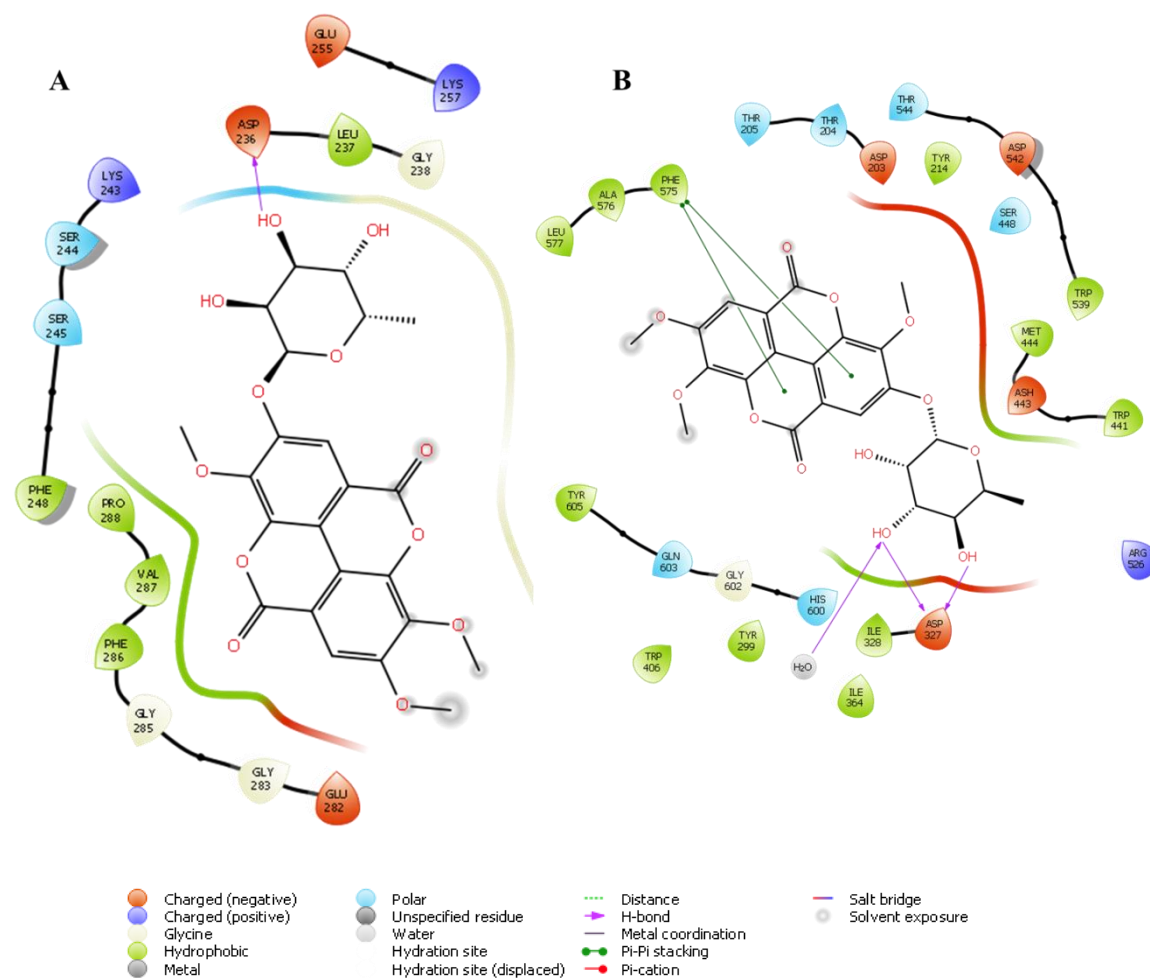 A
GLU
255
LYS
257
ASP
236
LEU
237
GLY
238
LYS
243
SER
244
SER
245
PHE
248
PRO
288
VAL
287
PHE
286
GLY
285
GLY
283
GLU
282
HO
OH
HO
O
O
O
O
O
O
O
O
O
B
THR
205
THR
204
ASP
203
THR
544
TYR
214
ASP
542
SER
448
PHE
575
ALA
576
LEU
577
TRP
539
MET
444
ASH
443
TRP
441
O
O
O
O
O
O
O
O
O
HO
HO
OH
TYR
605
GLN
603
GLY
602
HIS
600
TRP
406
TYR
299
H₂O
ILE
328
ASP
327
ILE
364
ARG
526
Charged (negative)
Charged (positive)
Glycine
Hydrophobic
Metal
Polar
Unspecified residue
Water
Hydration site
Hydration site (displaced)
Distance
H-bond
Metal coordination
Pi-Pi stacking
Pi-cation
Salt bridge
Solvent exposure